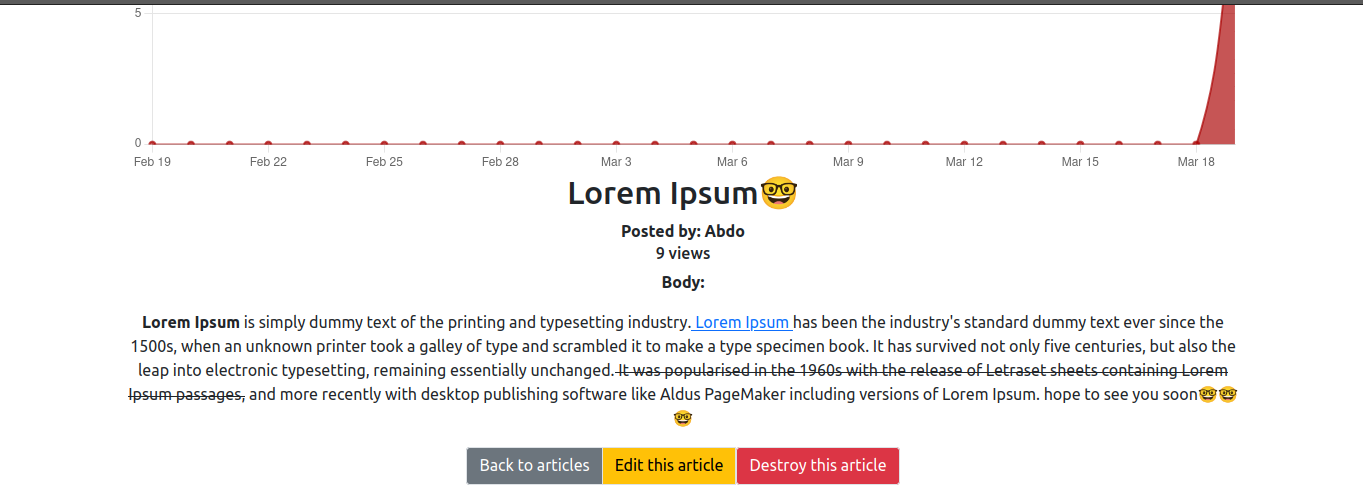 5
0
Feb 19 Feb 22 Feb 25 Feb 28 Mar 3 Mar 6 Mar 9 Mar 12 Mar 15 Mar 18
Lorem Ipsum🤓
Posted by: Abdo
9 views
Body:
Lorem Ipsum is simply dummy text of the printing and typesetting industry. Lorem Ipsum has been the industry's standard dummy text ever since the
1500s, when an unknown printer took a galley of type and scrambled it to make a type specimen book. It has survived not only five centuries, but also the
leap into electronic typesetting, remaining essentially unchanged. It was popularised in the 1960s with the release of Letraset sheets containing Lorem
Ipsum passages, and more recently with desktop publishing software like Aldus PageMaker including versions of Lorem Ipsum. hope to see you soon🤓🤓
🤓
Back to articles Edit this article Destroy this article